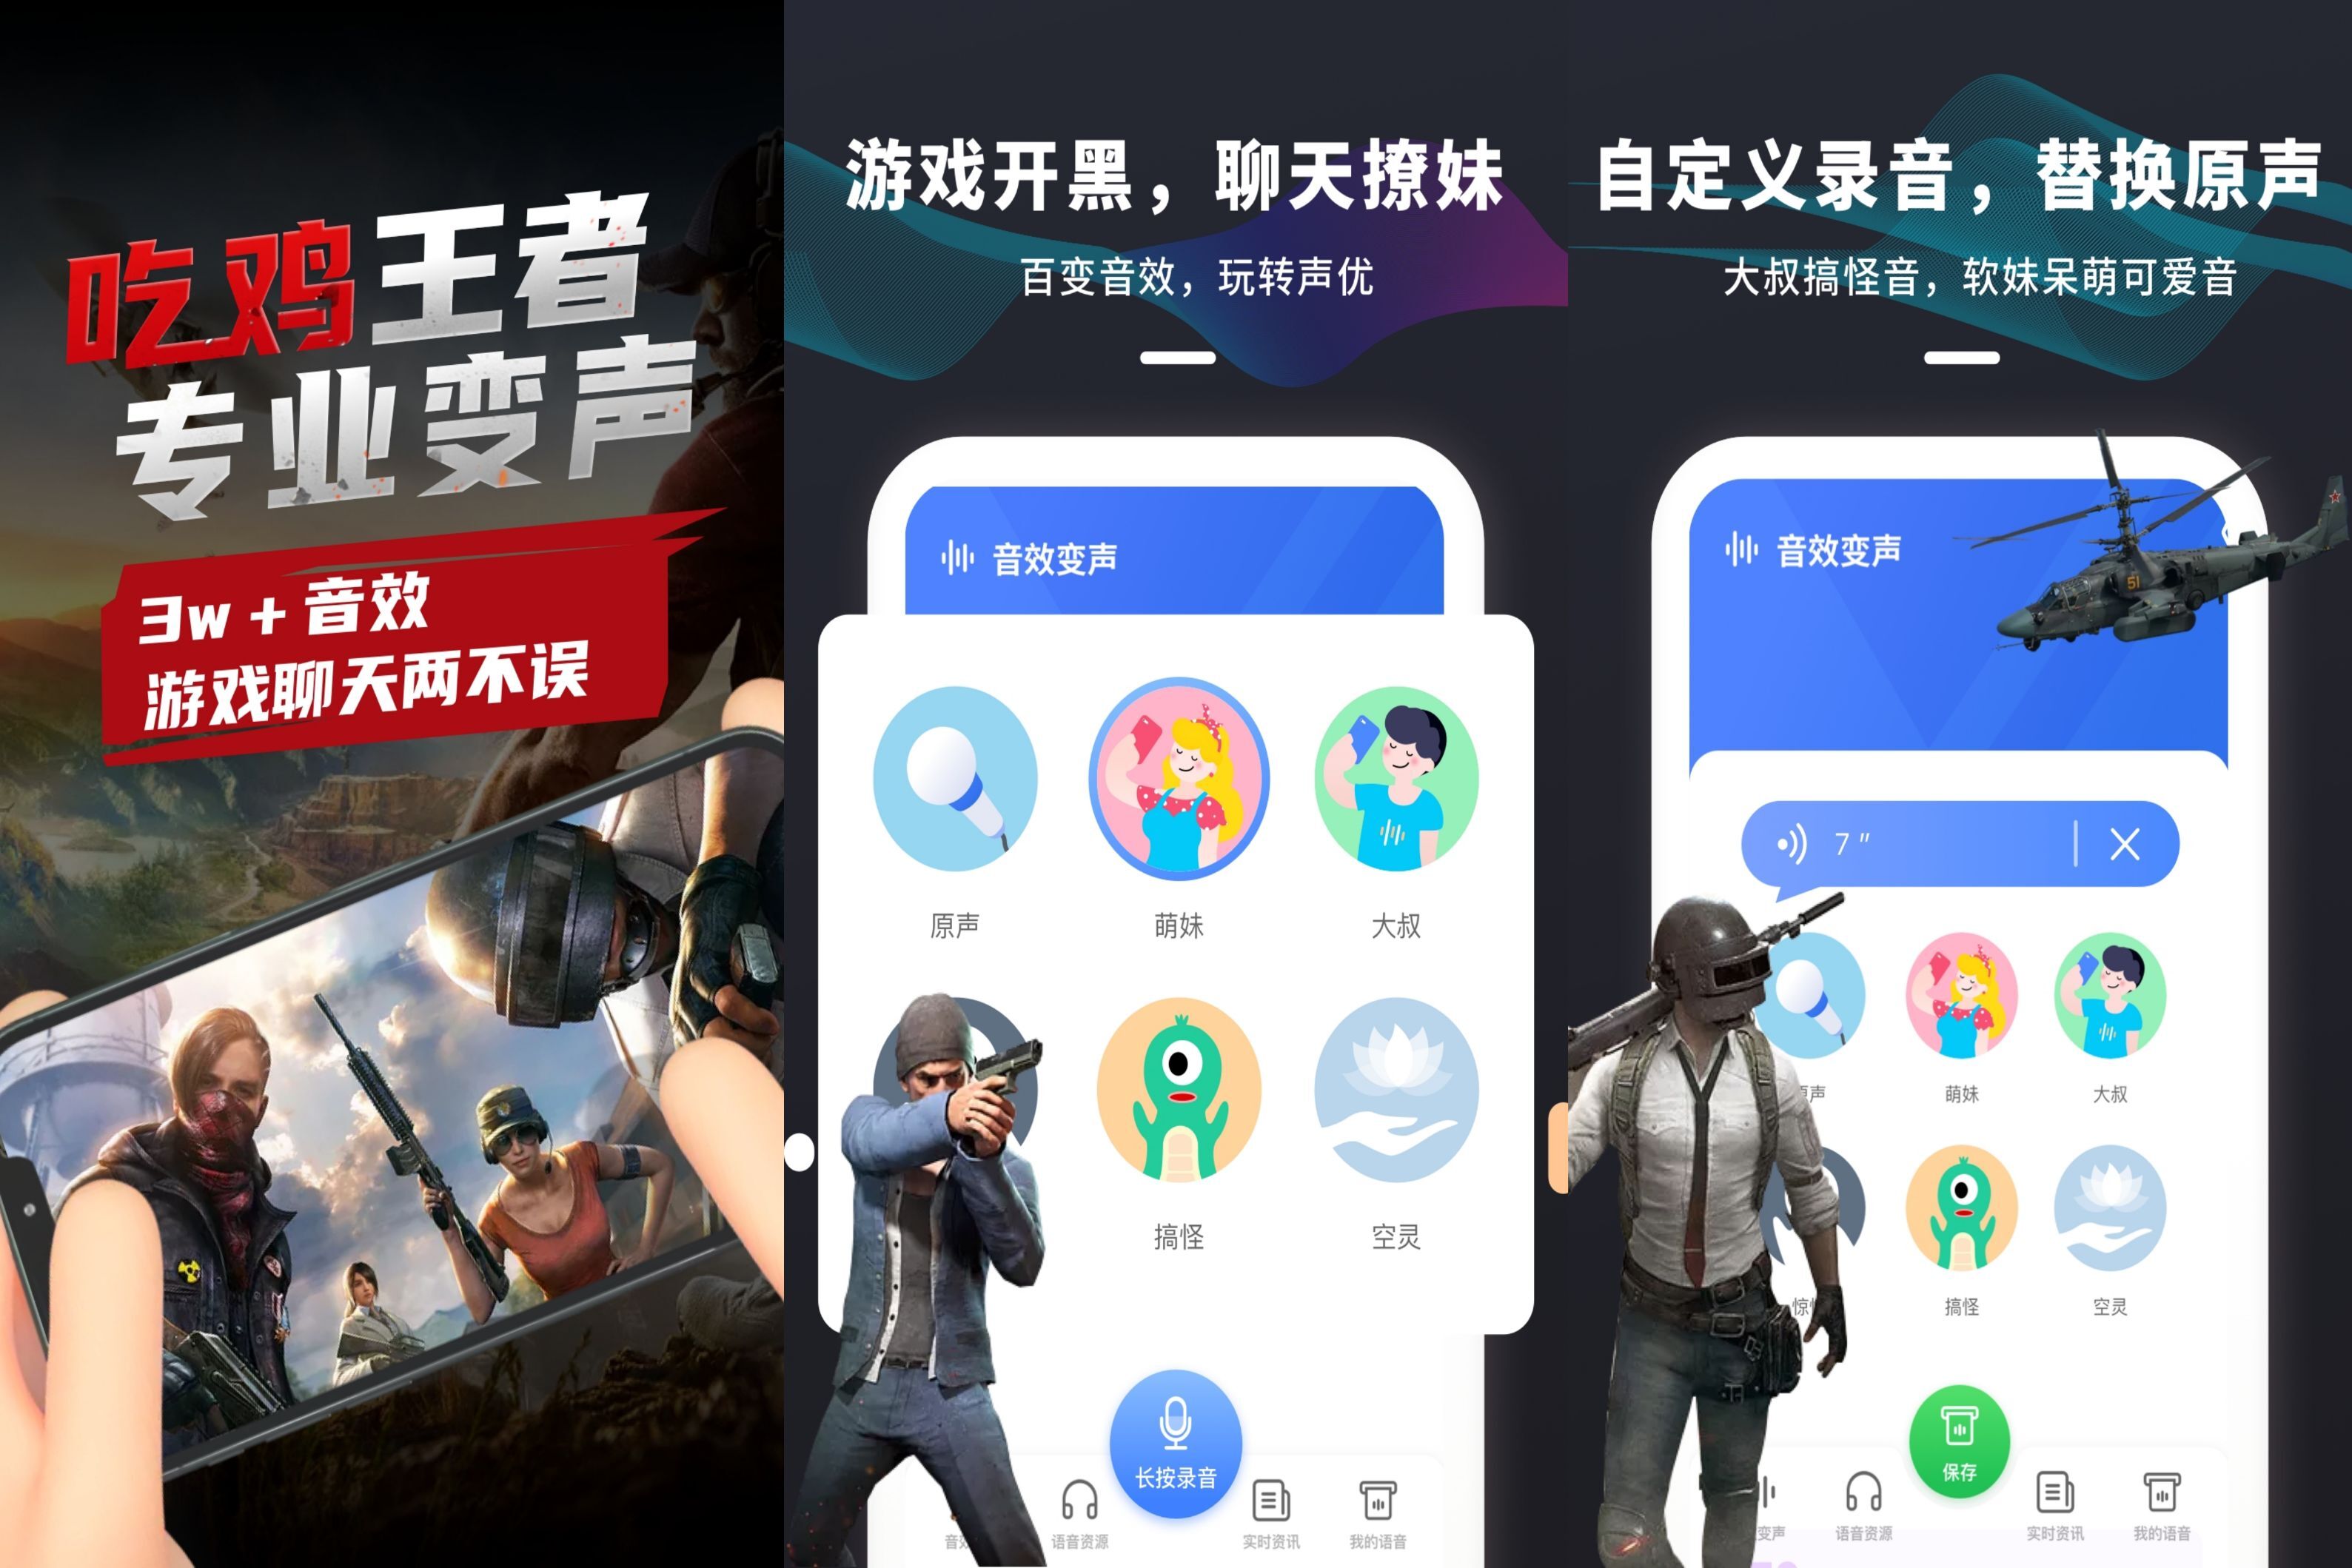 吃鸡王者
专业变声
3w+音效
游戏聊天两不误
游戏开黑，聊天撩妹
百变音效，玩转声优
音效变声
原声
萌妹
大叔
搞怪
空灵
长按录音
语音资源
实时资讯
我的语音
自定义录音，替换原声
大叔搞怪音，软妹呆萌可爱音
音效变声
51
7"
声
萌妹
大叔
搞怪
空灵
保存
变声
语音资源
实时资讯
我的语音